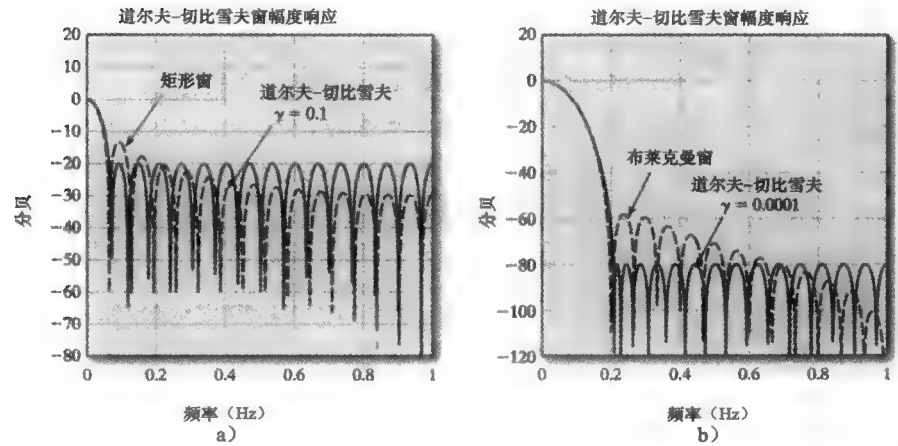 道尔夫-切比雪夫窗幅度响应
20
10
0
-10
-20
-30
-40
-50
-60
-70
-80
分贝
矩形窗
道尔夫-切比雪夫
γ = 0.1
0
0.2
0.4
0.6
0.8
1
频率（Hz）
a）
道尔夫-切比雪夫窗幅度响应
20
0
-20
-40
-60
-80
-100
-120
分贝
布莱克曼窗
道尔夫-切比雪夫
γ = 0.0001
0
0.2
0.4
0.6
0.8
1
频率（Hz）
b）